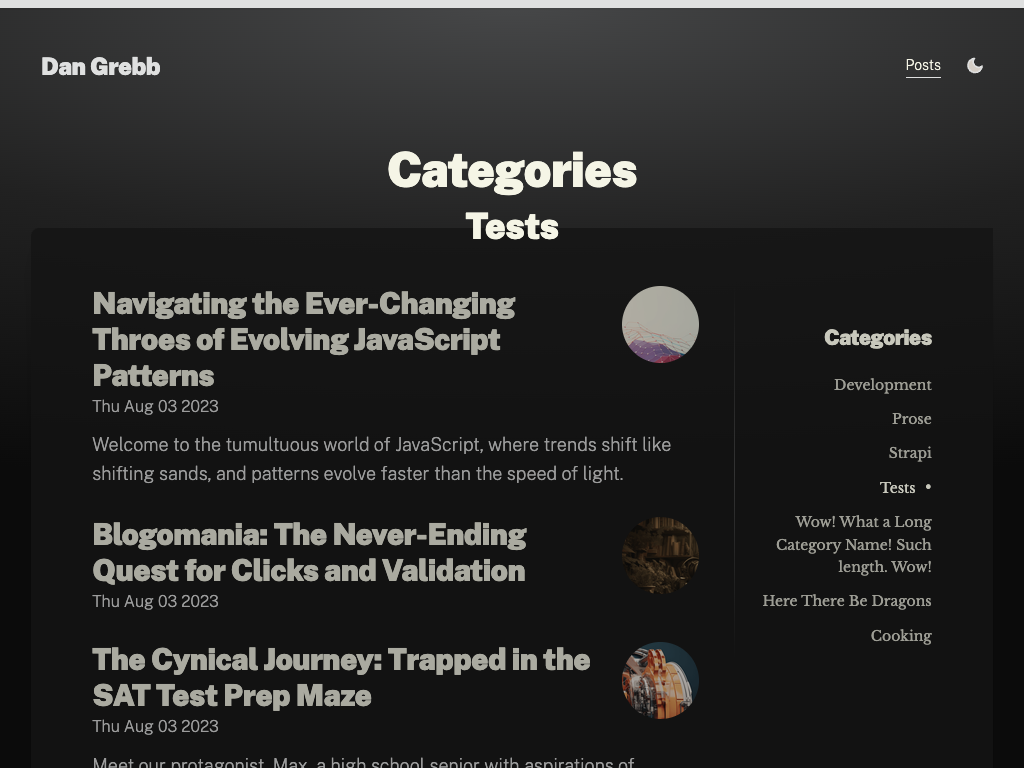 Dan Grebb
Posts
Categories
Tests
Navigating the Ever-Changing
Throes of Evolving JavaScript
Patterns
Thu Aug 03 2023
Welcome to the tumultuous world of JavaScript, where trends shift like
shifting sands, and patterns evolve faster than the speed of light.
Blogomania: The Never-Ending
Quest for Clicks and Validation
Thu Aug 03 2023
The Cynical Journey: Trapped in the
SAT Test Prep Maze
Thu Aug 03 2023
Meet our protagonist, Max, a high school senior with aspirations of
Categories
Development
Prose
Strapi
Tests •
Wow! What a Long
Category Name! Such
length. Wow!
Here There Be Dragons
Cooking